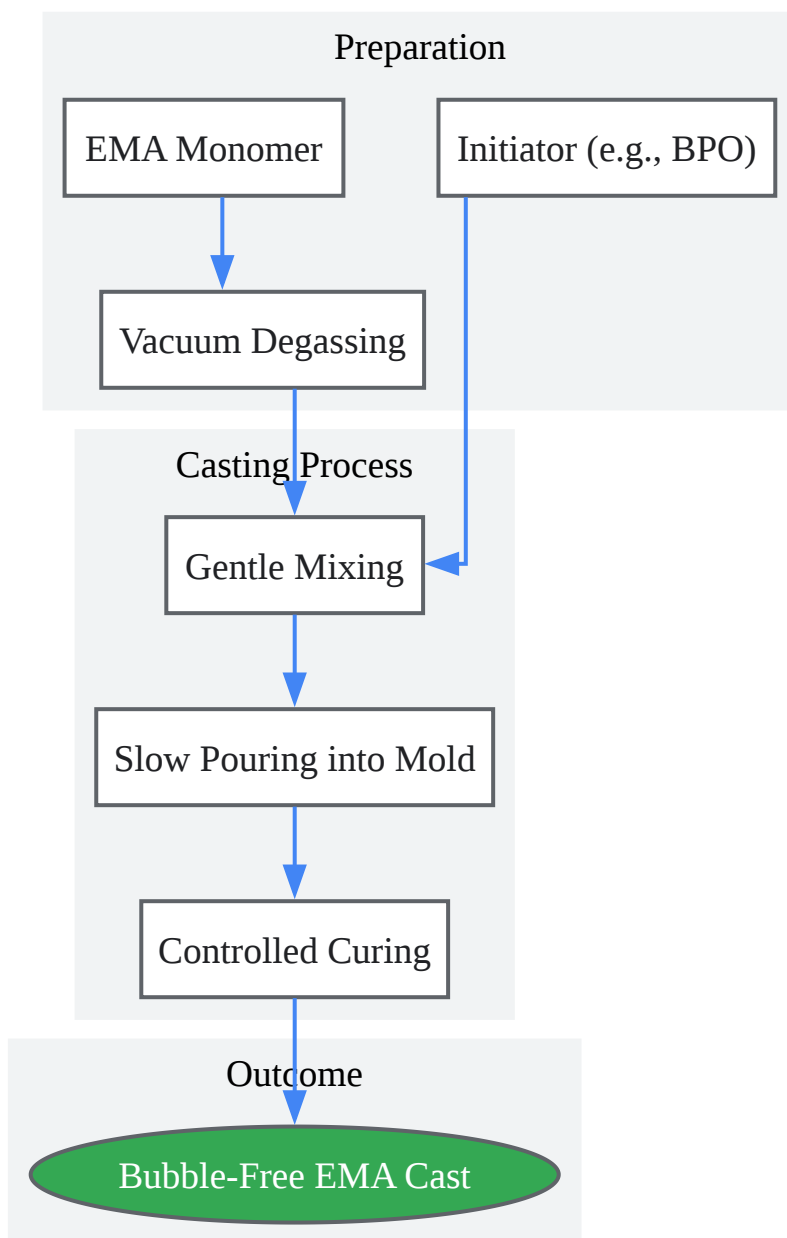 Preparation
EMA Monomer
Initiator (e.g., BPO)
Vacuum Degassing
Casting Process
Gentle Mixing
Slow Pouring into Mold
Controlled Curing
Outcome
Bubble-Free EMA Cast